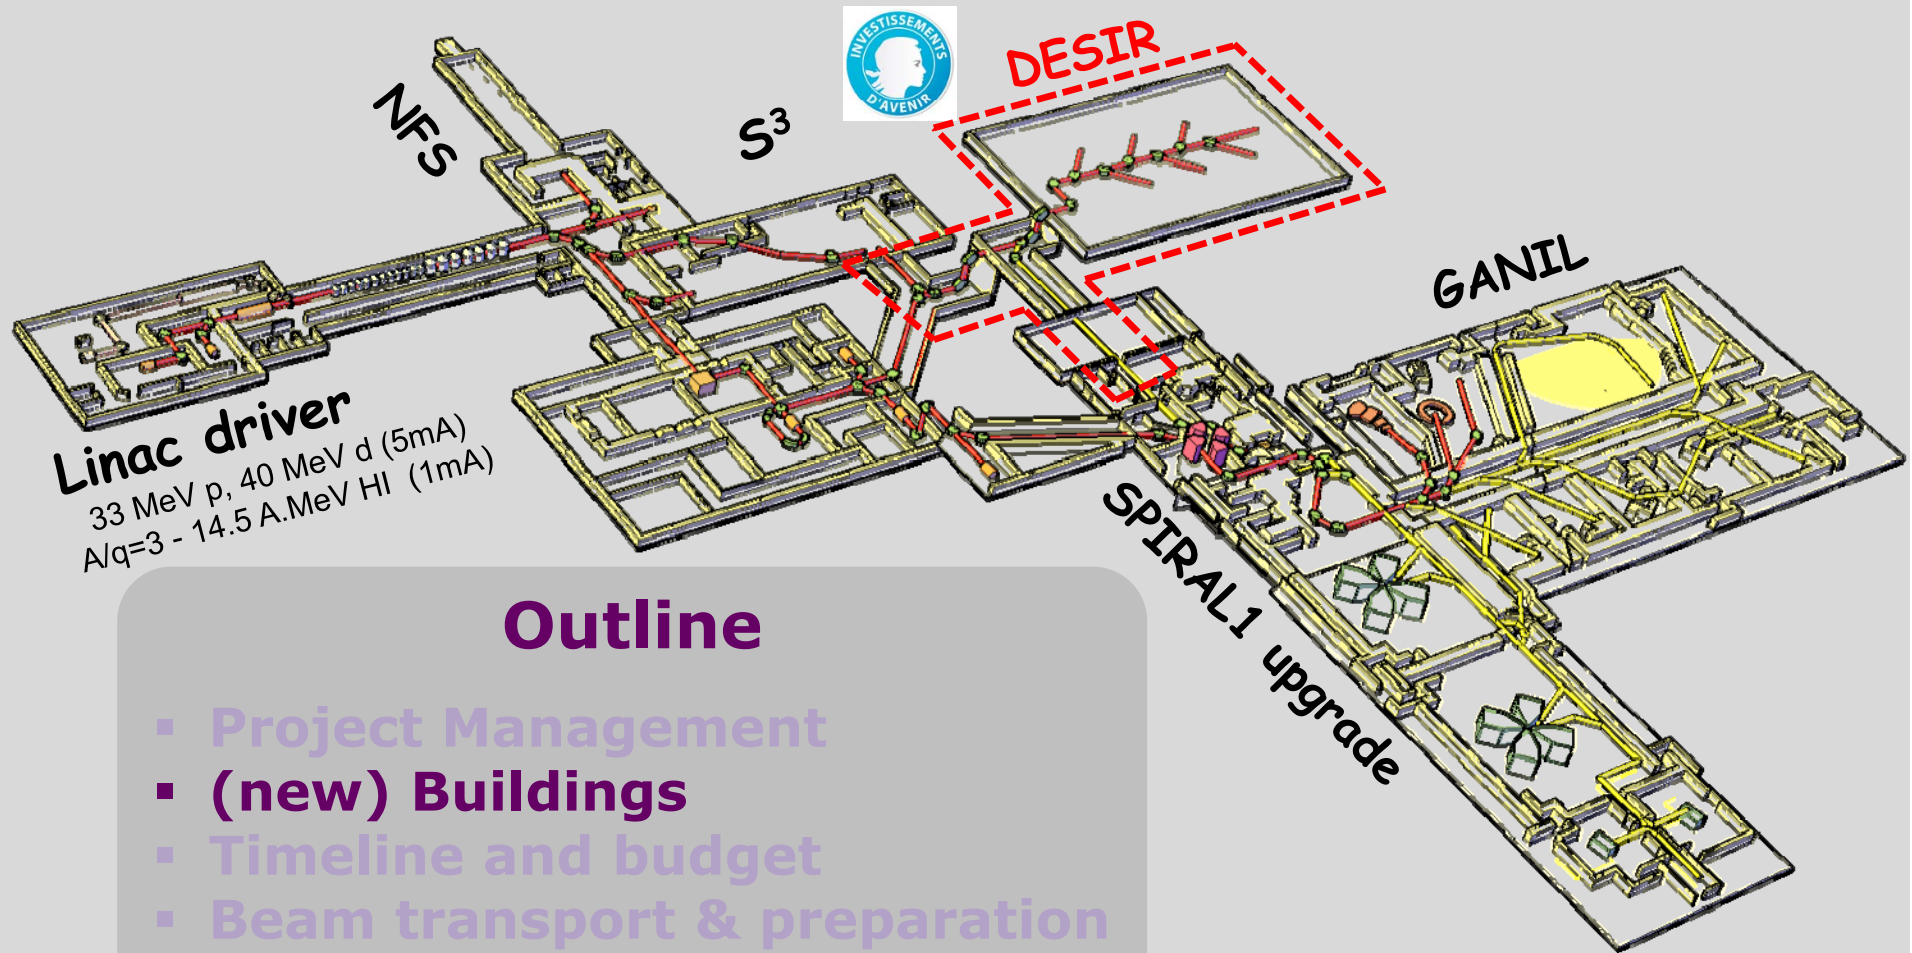 INVESTISSEMENTS
D'AVENIR
DESIR
NFS
S³
GANIL
Linac driver
33 MeV p, 40 MeV d (5mA)
A/q=3 - 14.5 A.MeV HI (1mA)
SPIRAL1 upgrade
Outline
▪ Project Management
▪ (new) Buildings
▪ Timeline and budget
▪ Beam transport & preparation